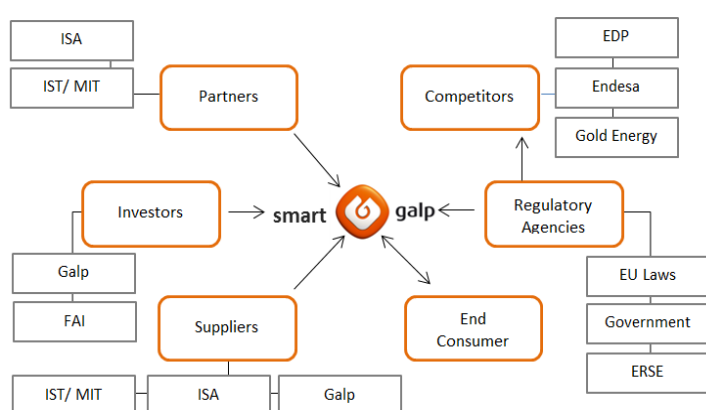 ISA
EDP
IST/ MIT
Partners
Competitors
Endesa
Gold Energy
Investors
smart
galp
Regulatory
Agencies
Galp
EU Laws
FAI
Suppliers
End
Consumer
Government
ERSE
IST/ MIT
ISA
Galp